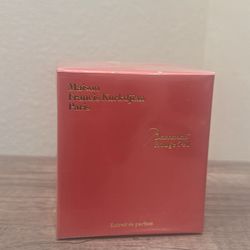 Maison
Francis Kurkdjian
Paris
Baccarat
Rouge 540
Extrait de parfum